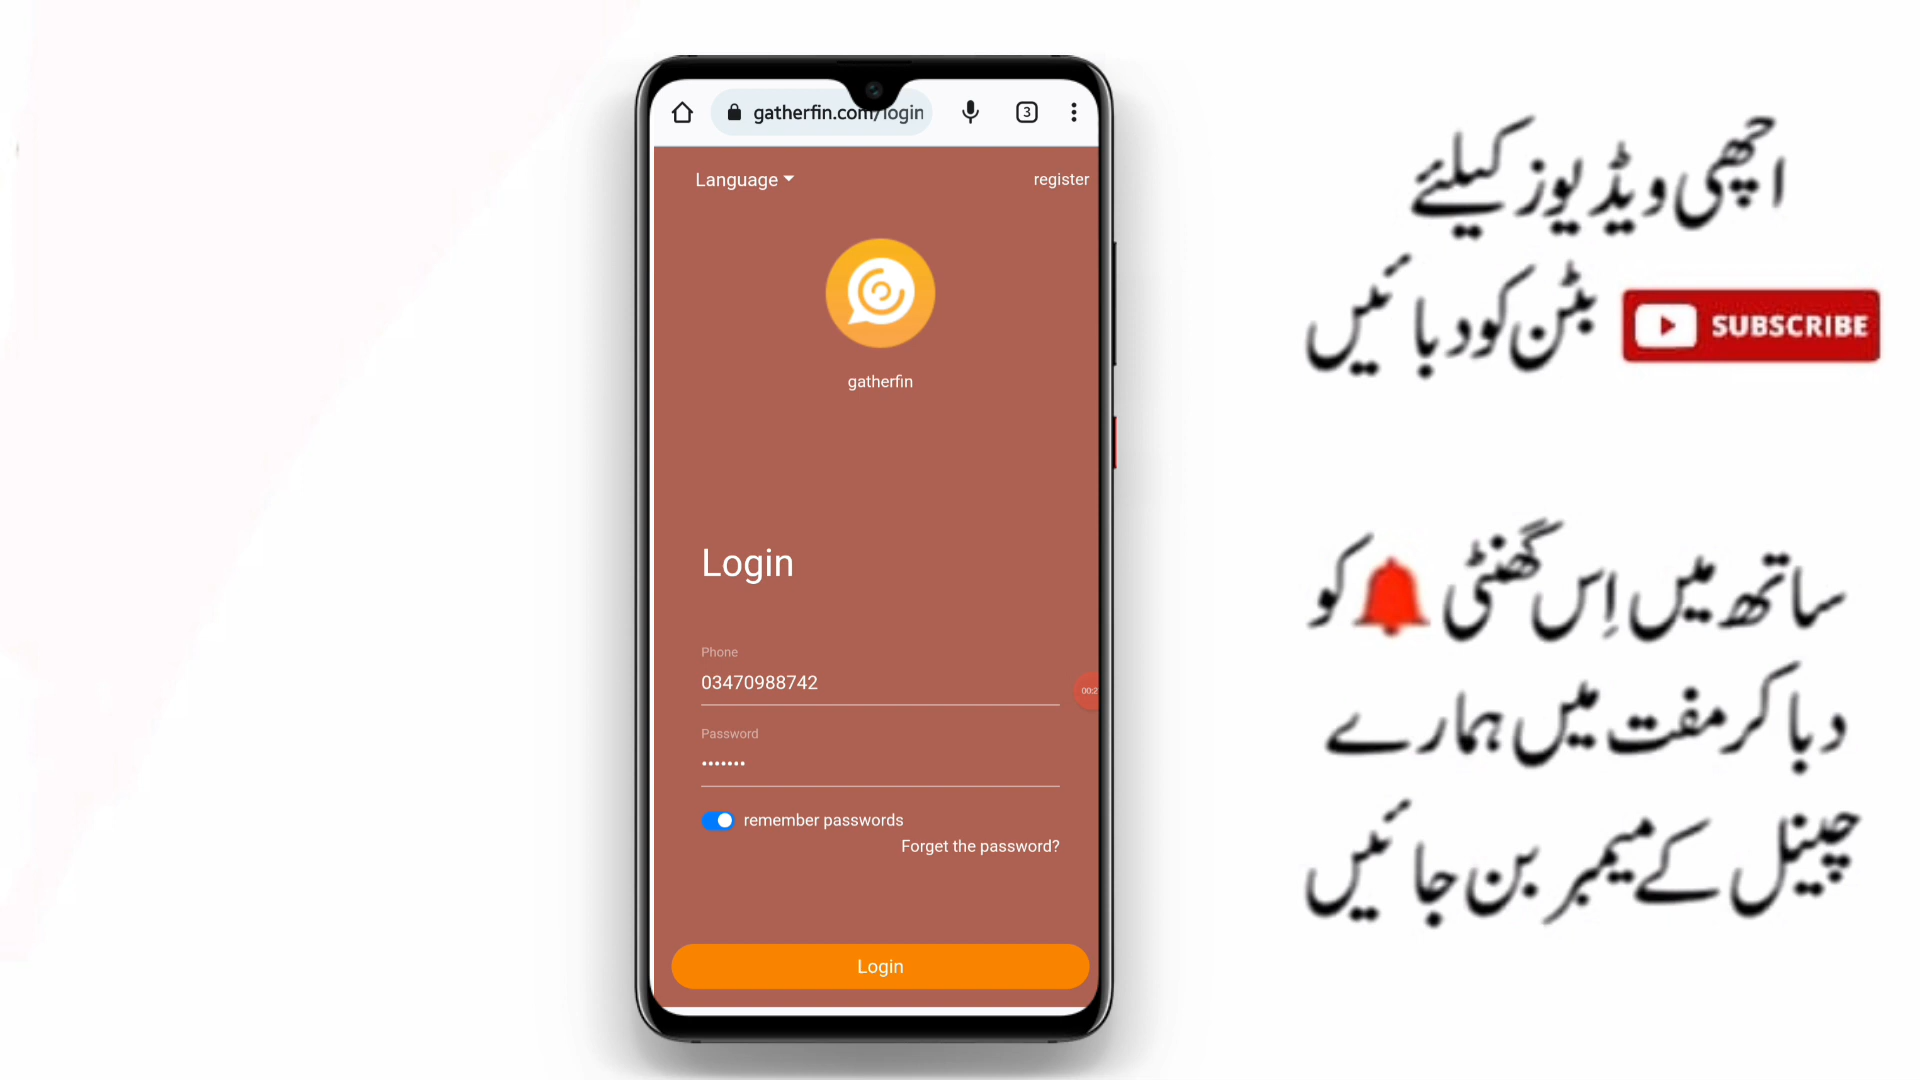 gatherfin.com/login
3
Language
register
gatherfin
Login
Phone
03470988742
Password
remember passwords
Forget the password?
Login
اچھی ویڈیوز کیلئے
SUBSCRIBE بٹن کو دبائیں
ساتھ میں اِس گھنٹی کو
دبا کر مفت میں ہمارے
چینل کے میمبر بن جائیں